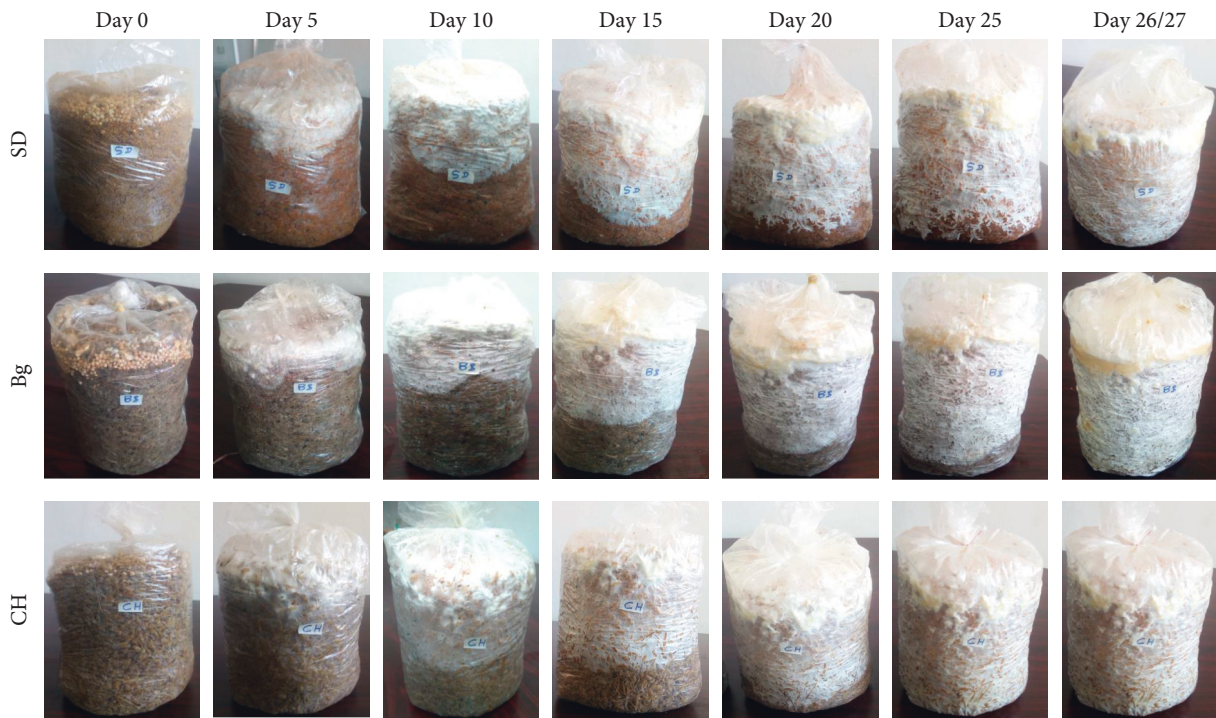 Day 0 Day 5 Day 10 Day 15 Day 20 Day 25 Day 26/27
SD
SD SD SD SD SD SD SD
Bg
BS BS BS BS BS BS BS
CH
CH CH CH CH CH CH CH